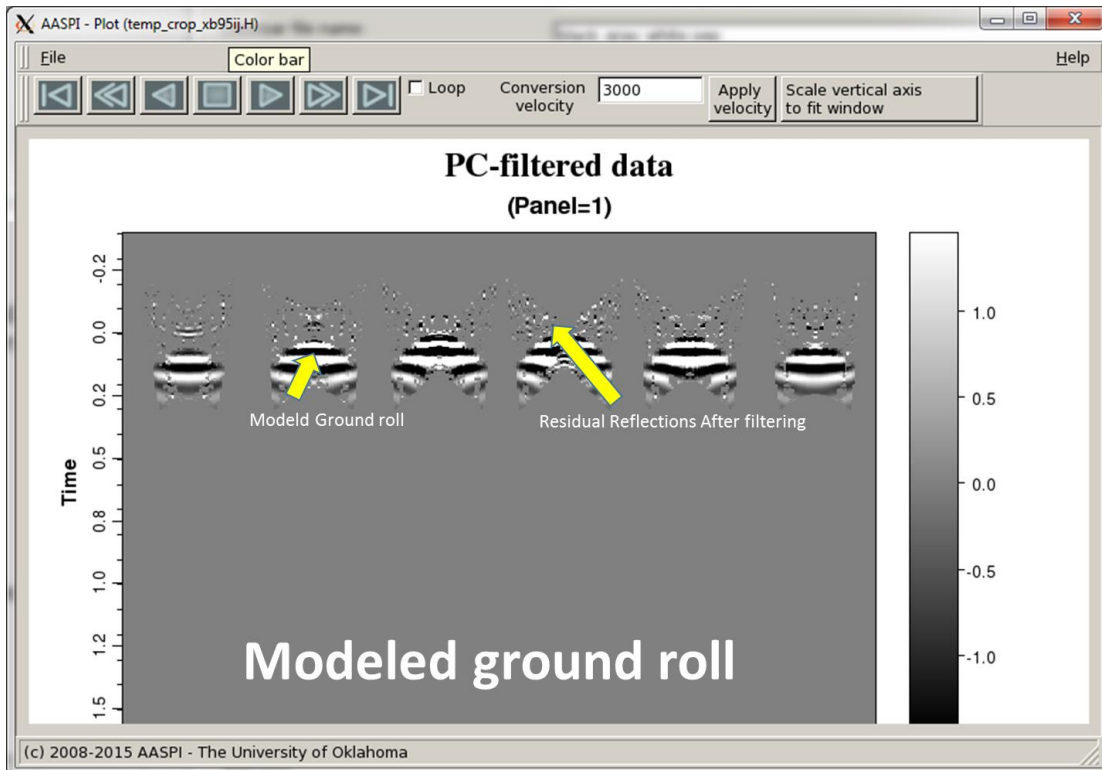 AASPI - Plot (temp_crop_xb95ij.H)
File
Color bar
Help
Loop
Conversion
velocity
3000
Apply
velocity
Scale vertical axis
to fit window
PC-filtered data
(Panel=1)
-0.2
0.0
0.2
0.5
0.8
1.0
1.2
1.5
Time
Modeld Ground roll
Residual Reflections After filtering
Modeled ground roll
1.0
0.5
0.0
-0.5
-1.0
(c) 2008-2015 AASPI - The University of Oklahoma